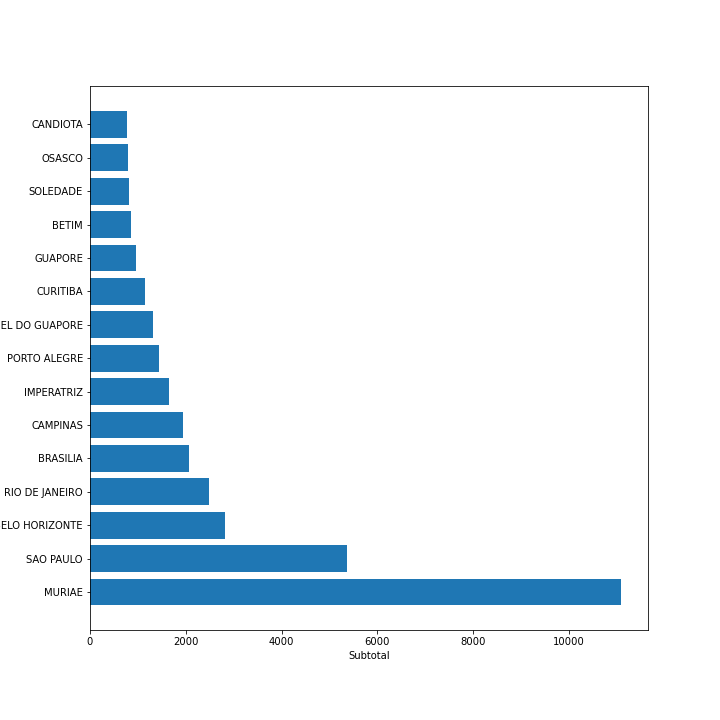 CANDIOTA
OSASCO
SOLEDADE
BETIM
GUAPORE
CURITIBA
EL DO GUAPORE
PORTO ALEGRE
IMPERATRIZ
CAMPINAS
BRASILIA
RIO DE JANEIRO
ELO HORIZONTE
SAO PAULO
MURIAE
0 2000 4000 6000 8000 10000
Subtotal